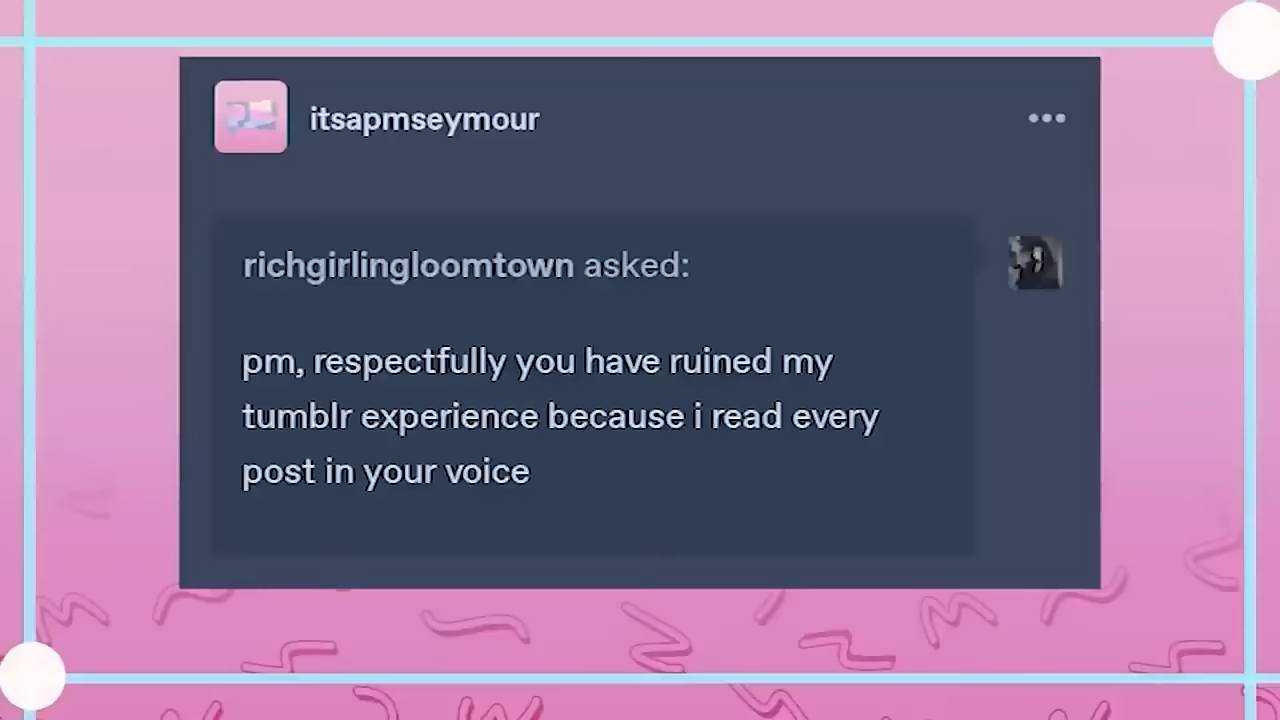 itsapmseymour
richgirlingloomtown asked:
pm, respectfully you have ruined my
tumblr experience because i read every
post in your voice